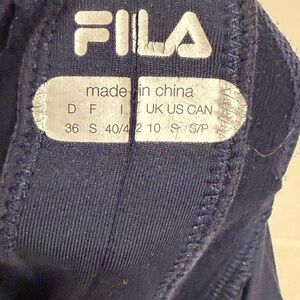 FILA
made in china
D F I UK US CAN
36 S 40/42 10 S S/P